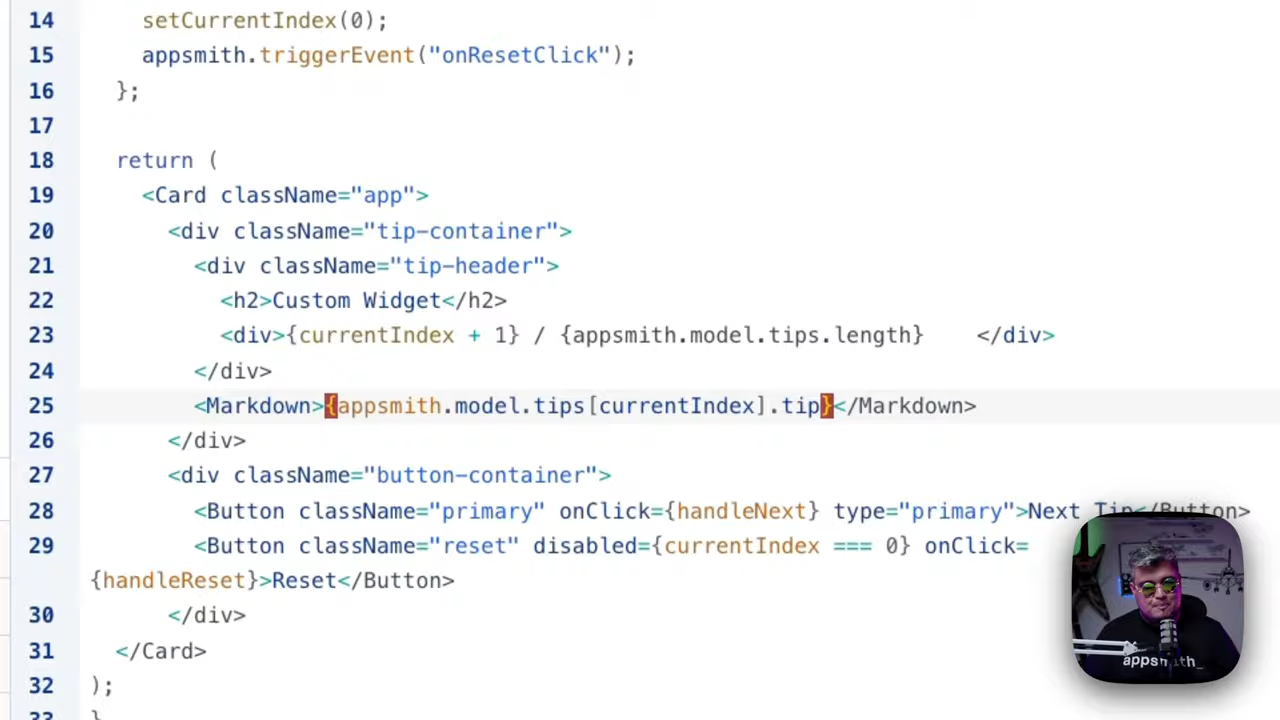 14 setCurrentIndex(0);
15 appsmith.triggerEvent("onResetClick");
16 };
17
18 return (
19 <Card className="app">
20 <div className="tip-container">
21 <div className="tip-header">
22 <h2>Custom Widget</h2>
23 <div>{currentIndex + 1} / {appsmith.model.tips.length} </div>
24 </div>
25 <Markdown>{appsmith.model.tips[currentIndex].tip}</Markdown>
26 </div>
27 <div className="button-container">
28 <Button className="primary" onClick={handleNext} type="primary">Next Tip</Button>
29 <Button className="reset" disabled={currentIndex === 0} onClick=
{handleReset}>Reset</Button>
30 </div>
31 </Card>
32 );
33 }
appsmith_